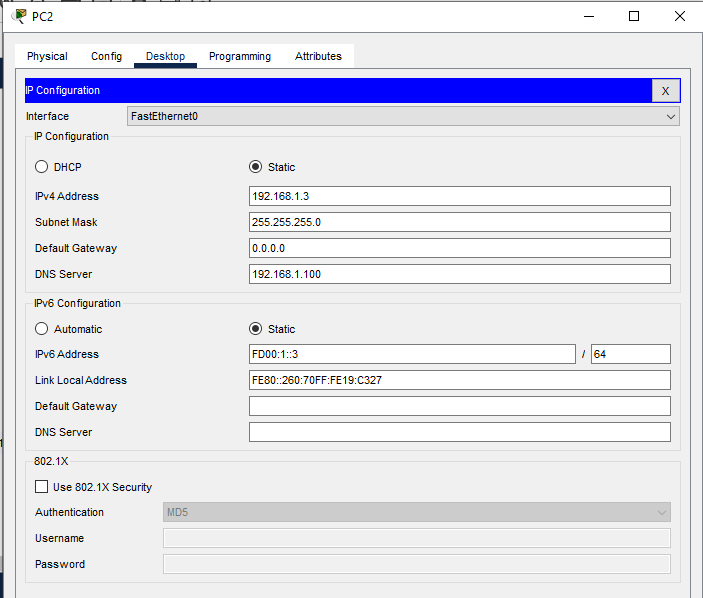 PC2
Physical Config Desktop Programming Attributes
IP Configuration X
Interface FastEthernet0
IP Configuration
DHCP Static
IPv4 Address 192.168.1.3
Subnet Mask 255.255.255.0
Default Gateway 0.0.0.0
DNS Server 192.168.1.100
IPv6 Configuration
Automatic Static
IPv6 Address FD00:1::3 / 64
Link Local Address FE80::260:70FF:FE19:C327
Default Gateway
DNS Server
802.1X
Use 802.1X Security
Authentication MD5
Username
Password